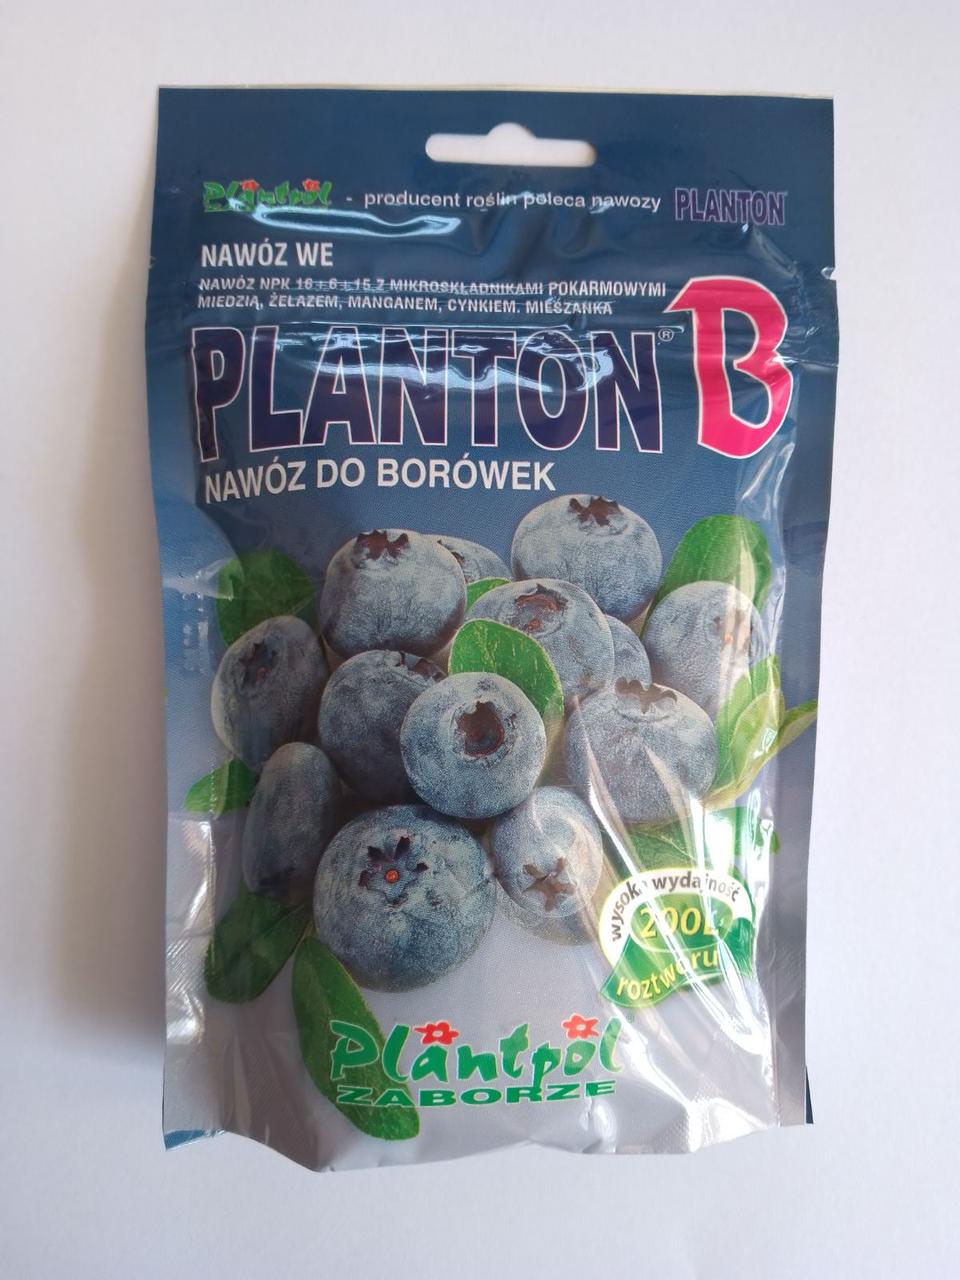 Plantpol - producent roślin poleca nawozy PLANTON
NAWÓZ WE
NAWÓZ NPK 16+6+15 Z MIKROSKŁADNIKAMI POKARMOWYMI
MIEDZIĄ, ŻELAZEM, MANGANEM, CYNKIEM. MIESZANKA
PLANTON® B
NAWÓZ DO BORÓWEK
wysoka wydajność
200L
roztworu
Plantpol
ZABORZE